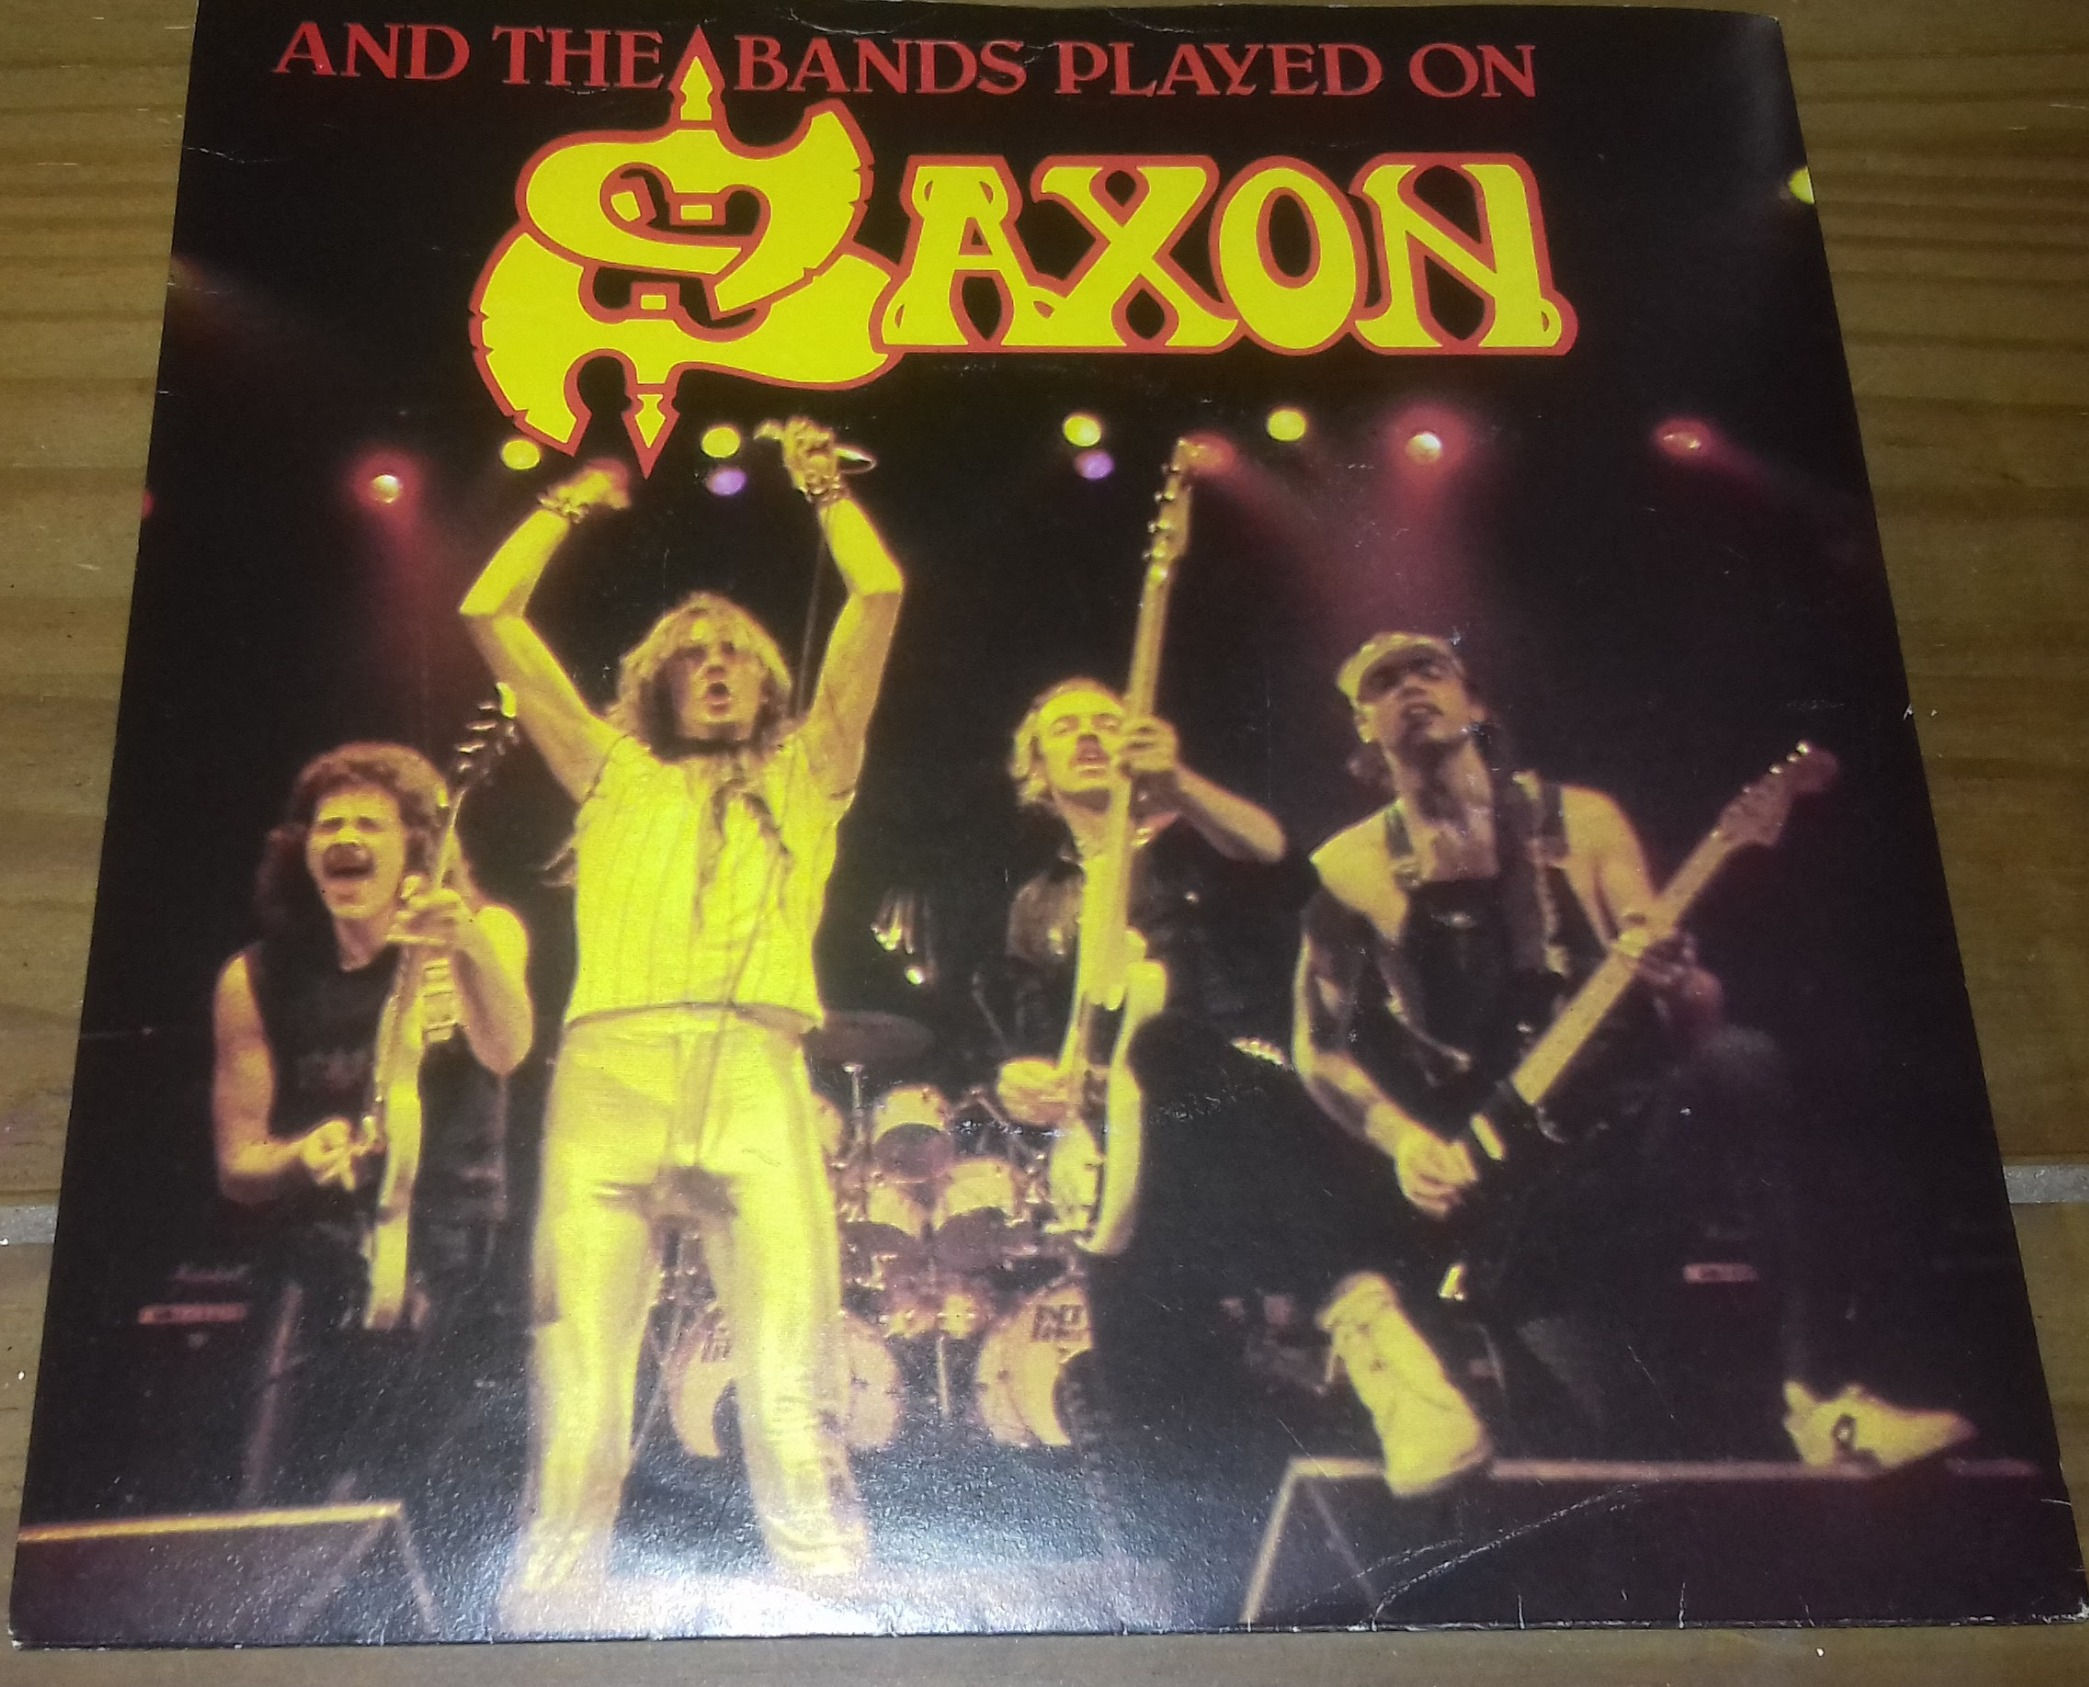 AND THE BANDS PLAYED ON
SAXON